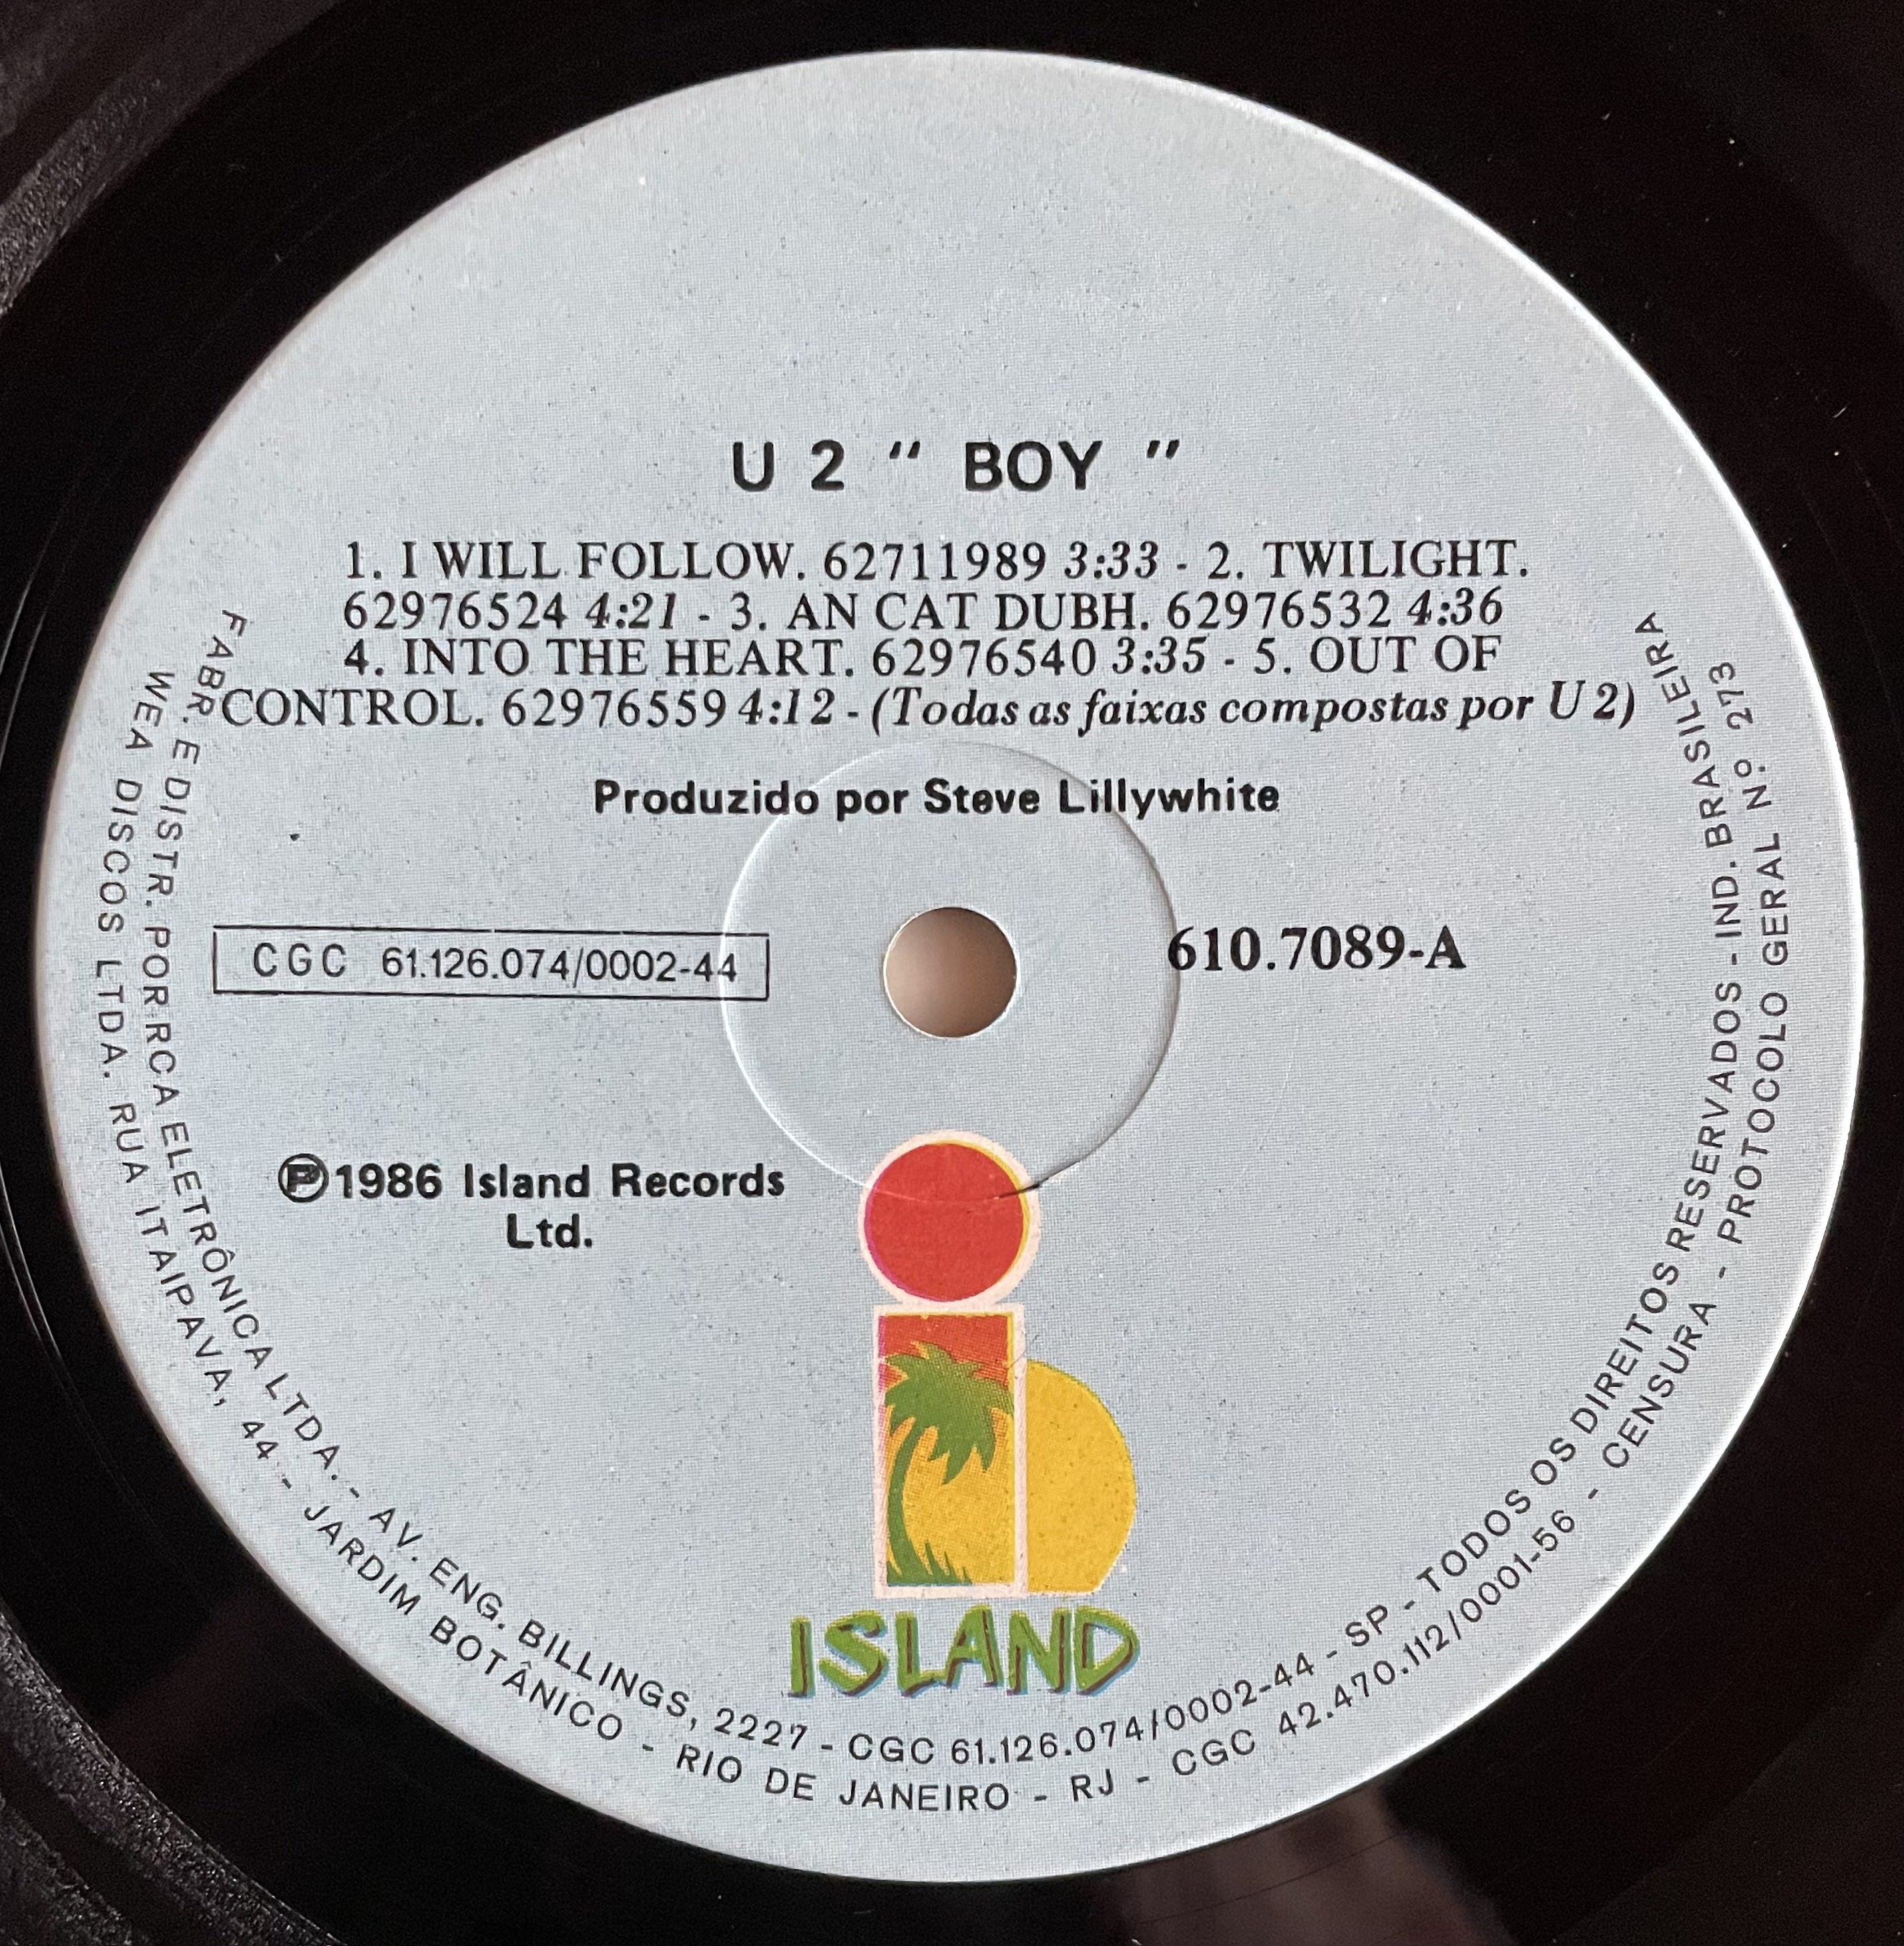 U 2 " BOY "
1. I WILL FOLLOW. 62711989 3:33 - 2. TWILIGHT.
62976524 4:21 - 3. AN CAT DUBH. 62976532 4:36
4. INTO THE HEART. 62976540 3:35 - 5. OUT OF
CONTROL. 62976559 4:12 - (Todas as faixas compostas por U 2)
Produzido por Steve Lillywhite
CGC 61.126.074/0002-44
610.7089-A
Ⓟ1986 Island Records
Ltd.
ISLAND
FABR. E DISTR. POR RCA ELETRÔNICA LTDA. - AV. ENG. BILLINGS, 2227 - CGC 61.126.074/0002-44 - SP - TODOS OS DIREITOS RESERVADOS - IND. BRASILEIRA
WEA DISCOS LTDA. RUA ITAIPAVA, 44 - JARDIM BOTÂNICO - RIO DE JANEIRO - RJ - CGC 42.470.112/0001-56 - CENSURA - PROTOCOLO GERAL Nº 273